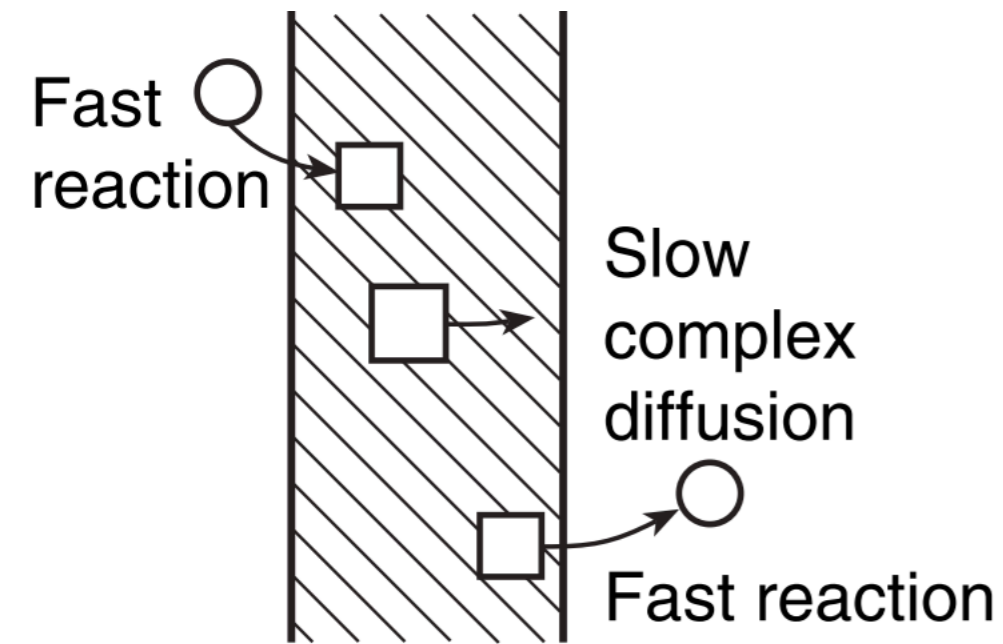 Fast
reaction
Slow
complex
diffusion
Fast reaction